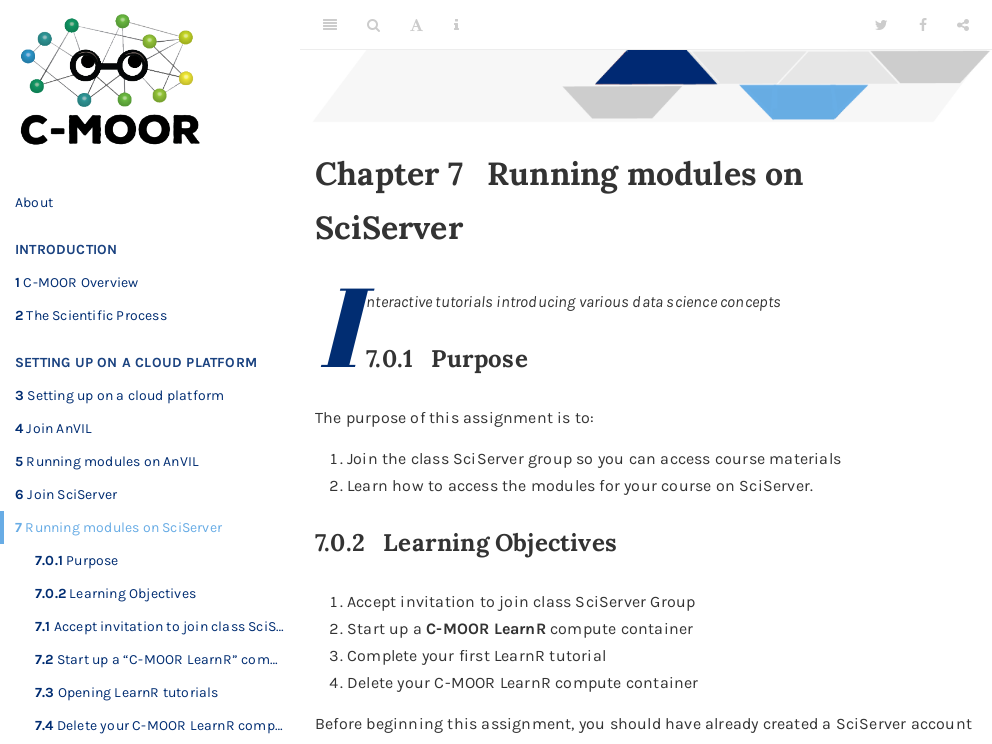 C-MOOR
About
INTRODUCTION
1 C-MOOR Overview
2 The Scientific Process
SETTING UP ON A CLOUD PLATFORM
3 Setting up on a cloud platform
4 Join AnVIL
5 Running modules on AnVIL
6 Join SciServer
7 Running modules on SciServer
7.0.1 Purpose
7.0.2 Learning Objectives
7.1 Accept invitation to join class SciS…
7.2 Start up a “C-MOOR LearnR” com…
7.3 Opening LearnR tutorials
7.4 Delete your C-MOOR LearnR comp…
Chapter 7 Running modules on
SciServer
Interactive tutorials introducing various data science concepts
7.0.1 Purpose
The purpose of this assignment is to:
1. Join the class SciServer group so you can access course materials
2. Learn how to access the modules for your course on SciServer.
7.0.2 Learning Objectives
1. Accept invitation to join class SciServer Group
2. Start up a C-MOOR LearnR compute container
3. Complete your first LearnR tutorial
4. Delete your C-MOOR LearnR compute container
Before beginning this assignment, you should have already created a SciServer account